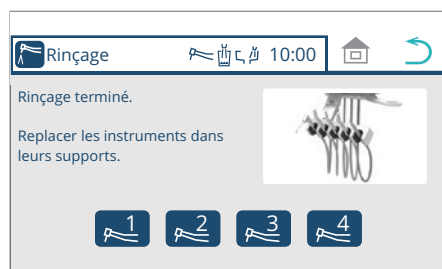 Rinçage
10:00
Rinçage terminé.
Replacer les instruments dans
leurs supports.
1
2
3
4